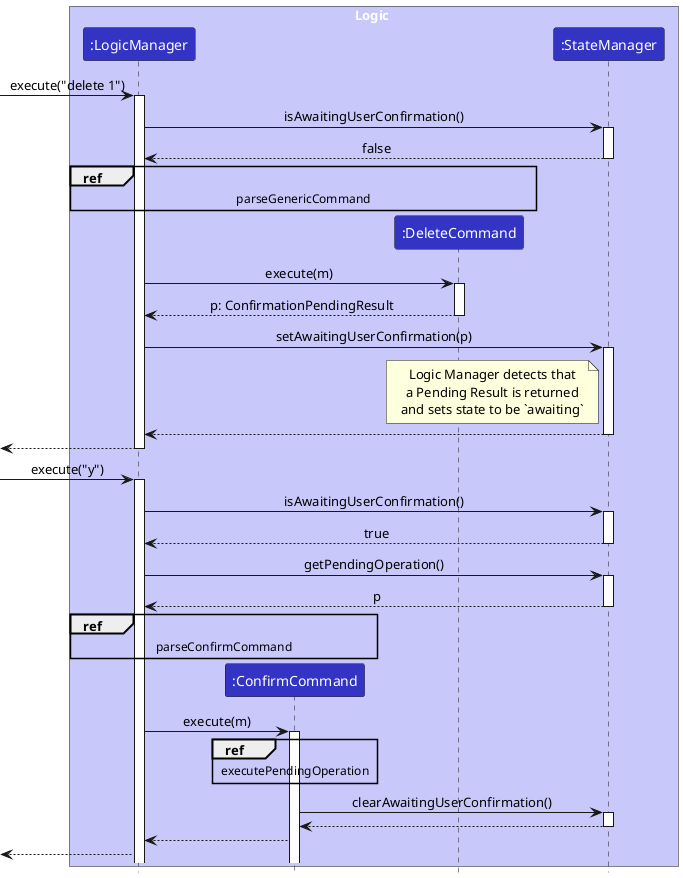 Logic
:LogicManager
:StateManager
execute("delete 1")
isAwaitingUserConfirmation()
false
ref
parseGenericCommand
:DeleteCommand
execute(m)
p: ConfirmationPendingResult
setAwaitingUserConfirmation(p)
Logic Manager detects that
a Pending Result is returned
and sets state to be `awaiting`
execute("y")
isAwaitingUserConfirmation()
true
getPendingOperation()
p
ref
parseConfirmCommand
:ConfirmCommand
execute(m)
ref
executePendingOperation
clearAwaitingUserConfirmation()